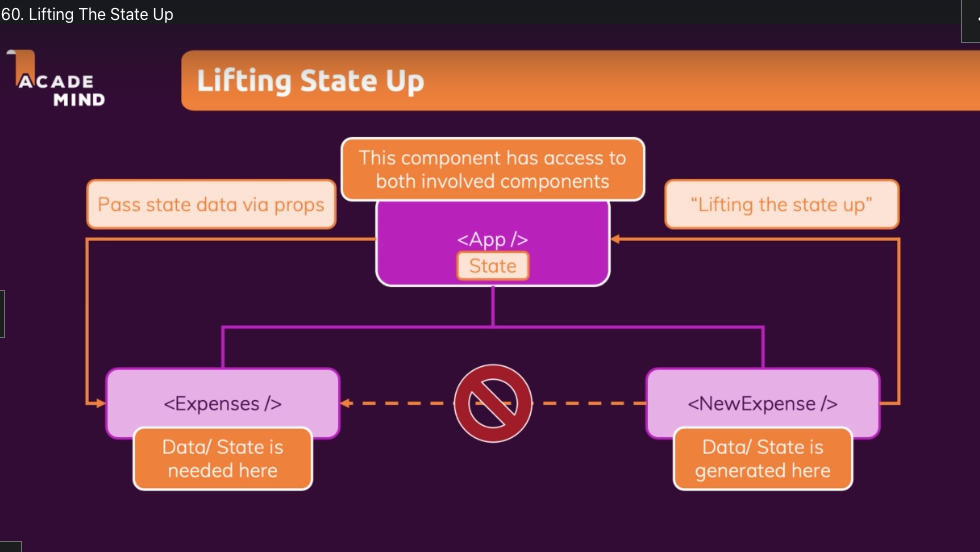 60. Lifting The State Up
ACADE
MIND
Lifting State Up
This component has access to
both involved components
Pass state data via props
“Lifting the state up”
<App />
State
<Expenses />
<NewExpense />
Data/ State is
needed here
Data/ State is
generated here